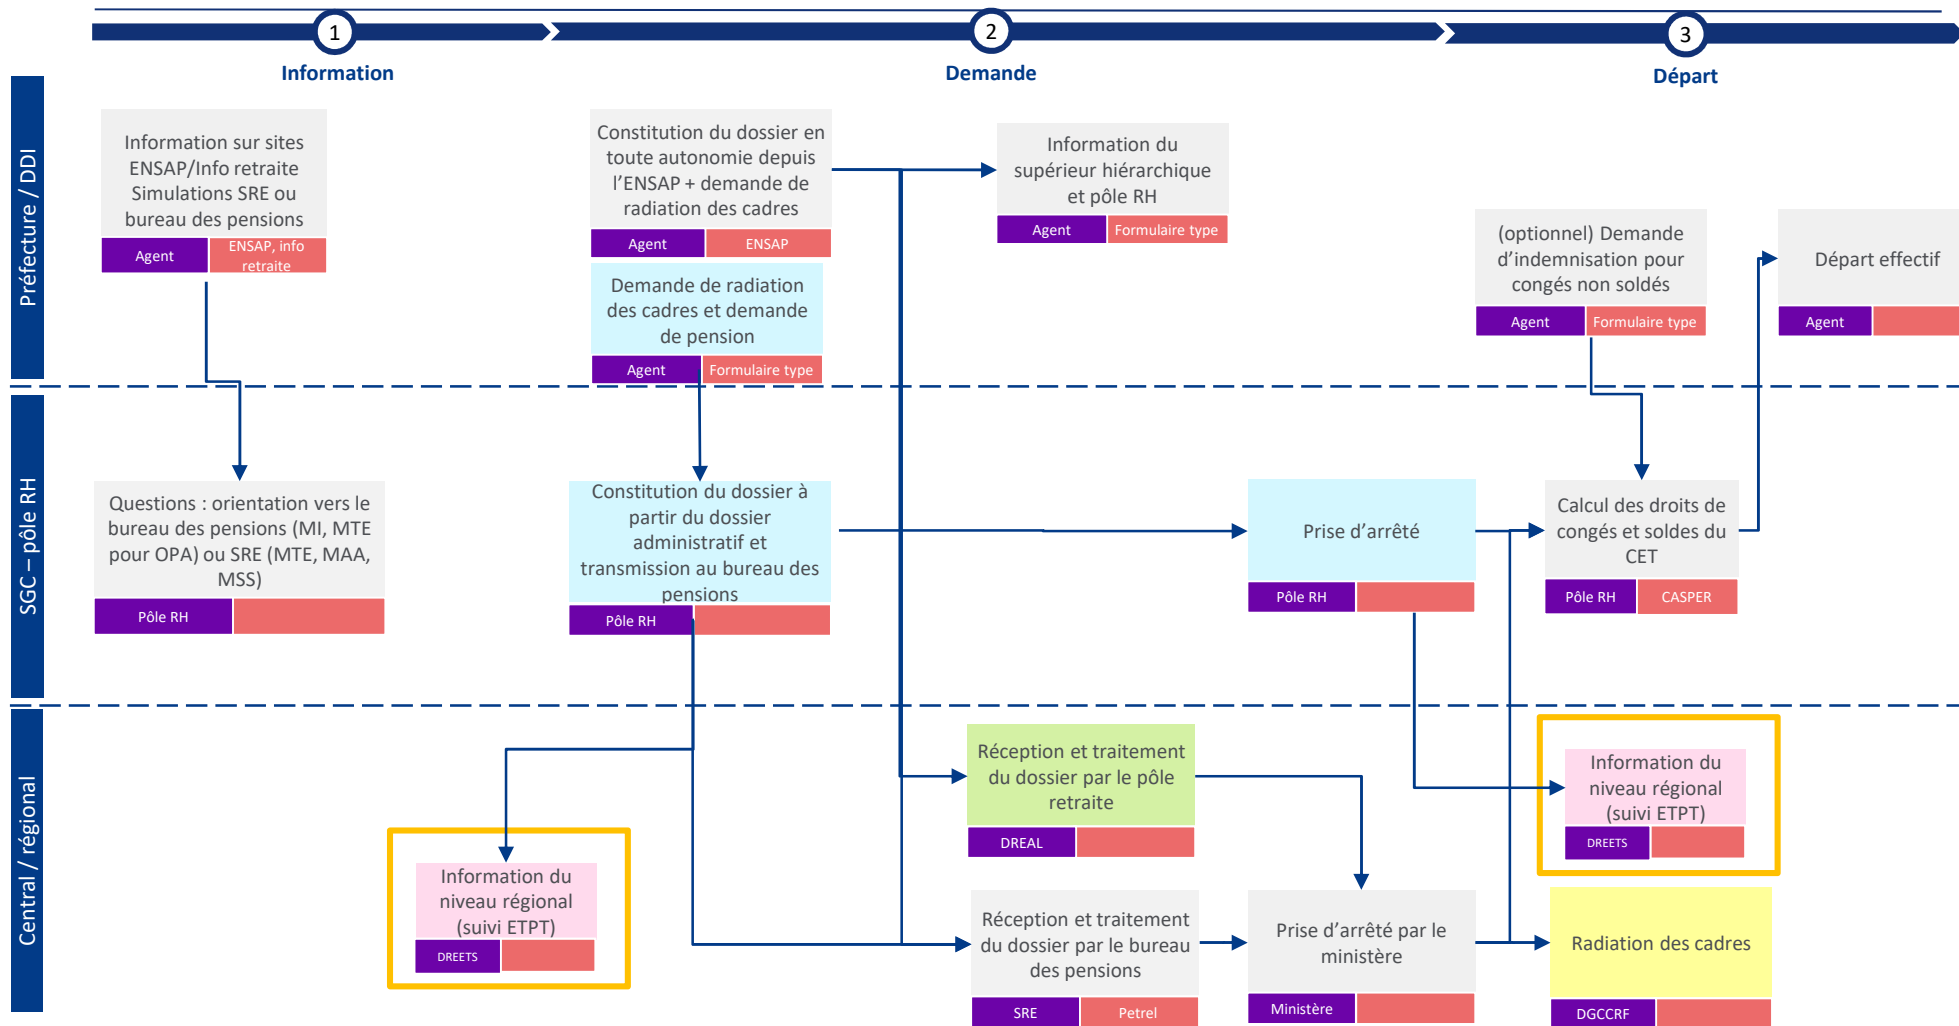 1
2
3
Information
Demande
Départ
Préfecture / DDI
Information sur sites
ENSAP/Info retraite
Simulations SRE ou
bureau des pensions
Agent
ENSAP, info
retraite
Constitution du dossier en
toute autonomie depuis
l’ENSAP + demande de
radiation des cadres
Agent
ENSAP
Information du
supérieur hiérarchique
et pôle RH
Agent
Formulaire type
Demande de radiation
des cadres et demande
de pension
Agent
Formulaire type
(optionnel) Demande
d’indemnisation pour
congés non soldés
Agent
Formulaire type
Départ effectif
Agent
SGC – pôle RH
Questions : orientation vers le
bureau des pensions (MI, MTE
pour OPA) ou SRE (MTE, MAA,
MSS)
Pôle RH
Constitution du dossier à
partir du dossier
administratif et
transmission au bureau des
pensions
Pôle RH
Prise d’arrêté
Pôle RH
Calcul des droits de
congés et soldes du
CET
Pôle RH
CASPER
Central / régional
Information du
niveau régional
(suivi ETPT)
DREETS
Réception et traitement
du dossier par le pôle
retraite
DREAL
Réception et traitement
du dossier par le bureau
des pensions
SRE
Petrel
Prise d’arrêté par le
ministère
Ministère
Information du
niveau régional
(suivi ETPT)
DREETS
Radiation des cadres
DGCCRF